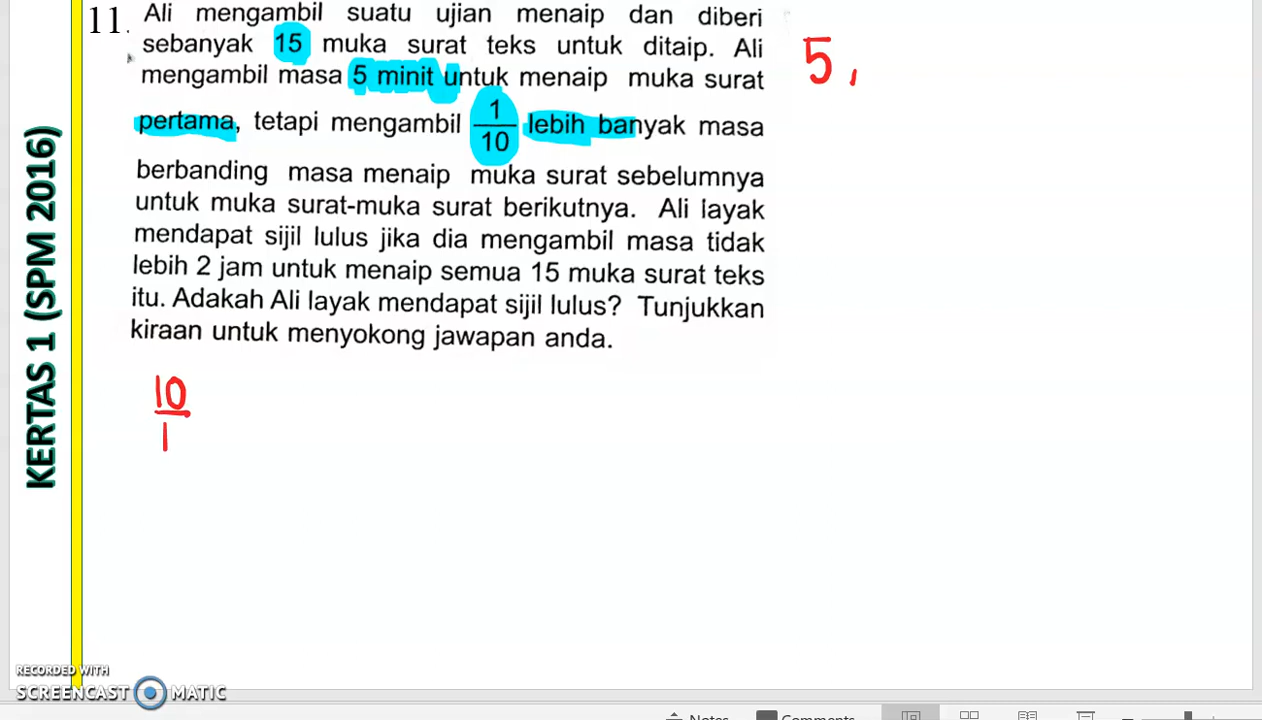 KERTAS 1 (SPM 2016)
11.
Ali mengambil suatu ujian menaip dan diberi
sebanyak 15 muka surat teks untuk ditaip. Ali
mengambil masa 5 minit untuk menaip muka surat
pertama, tetapi mengambil 1/10 lebih banyak masa
berbanding masa menaip muka surat sebelumnya
untuk muka surat-muka surat berikutnya. Ali layak
mendapat sijil lulus jika dia mengambil masa tidak
lebih 2 jam untuk menaip semua 15 muka surat teks
itu. Adakah Ali layak mendapat sijil lulus? Tunjukkan
kiraan untuk menyokong jawapan anda.
5,
10
1
RECORDED WITH
SCREENCAST MATIC
Notes Comments